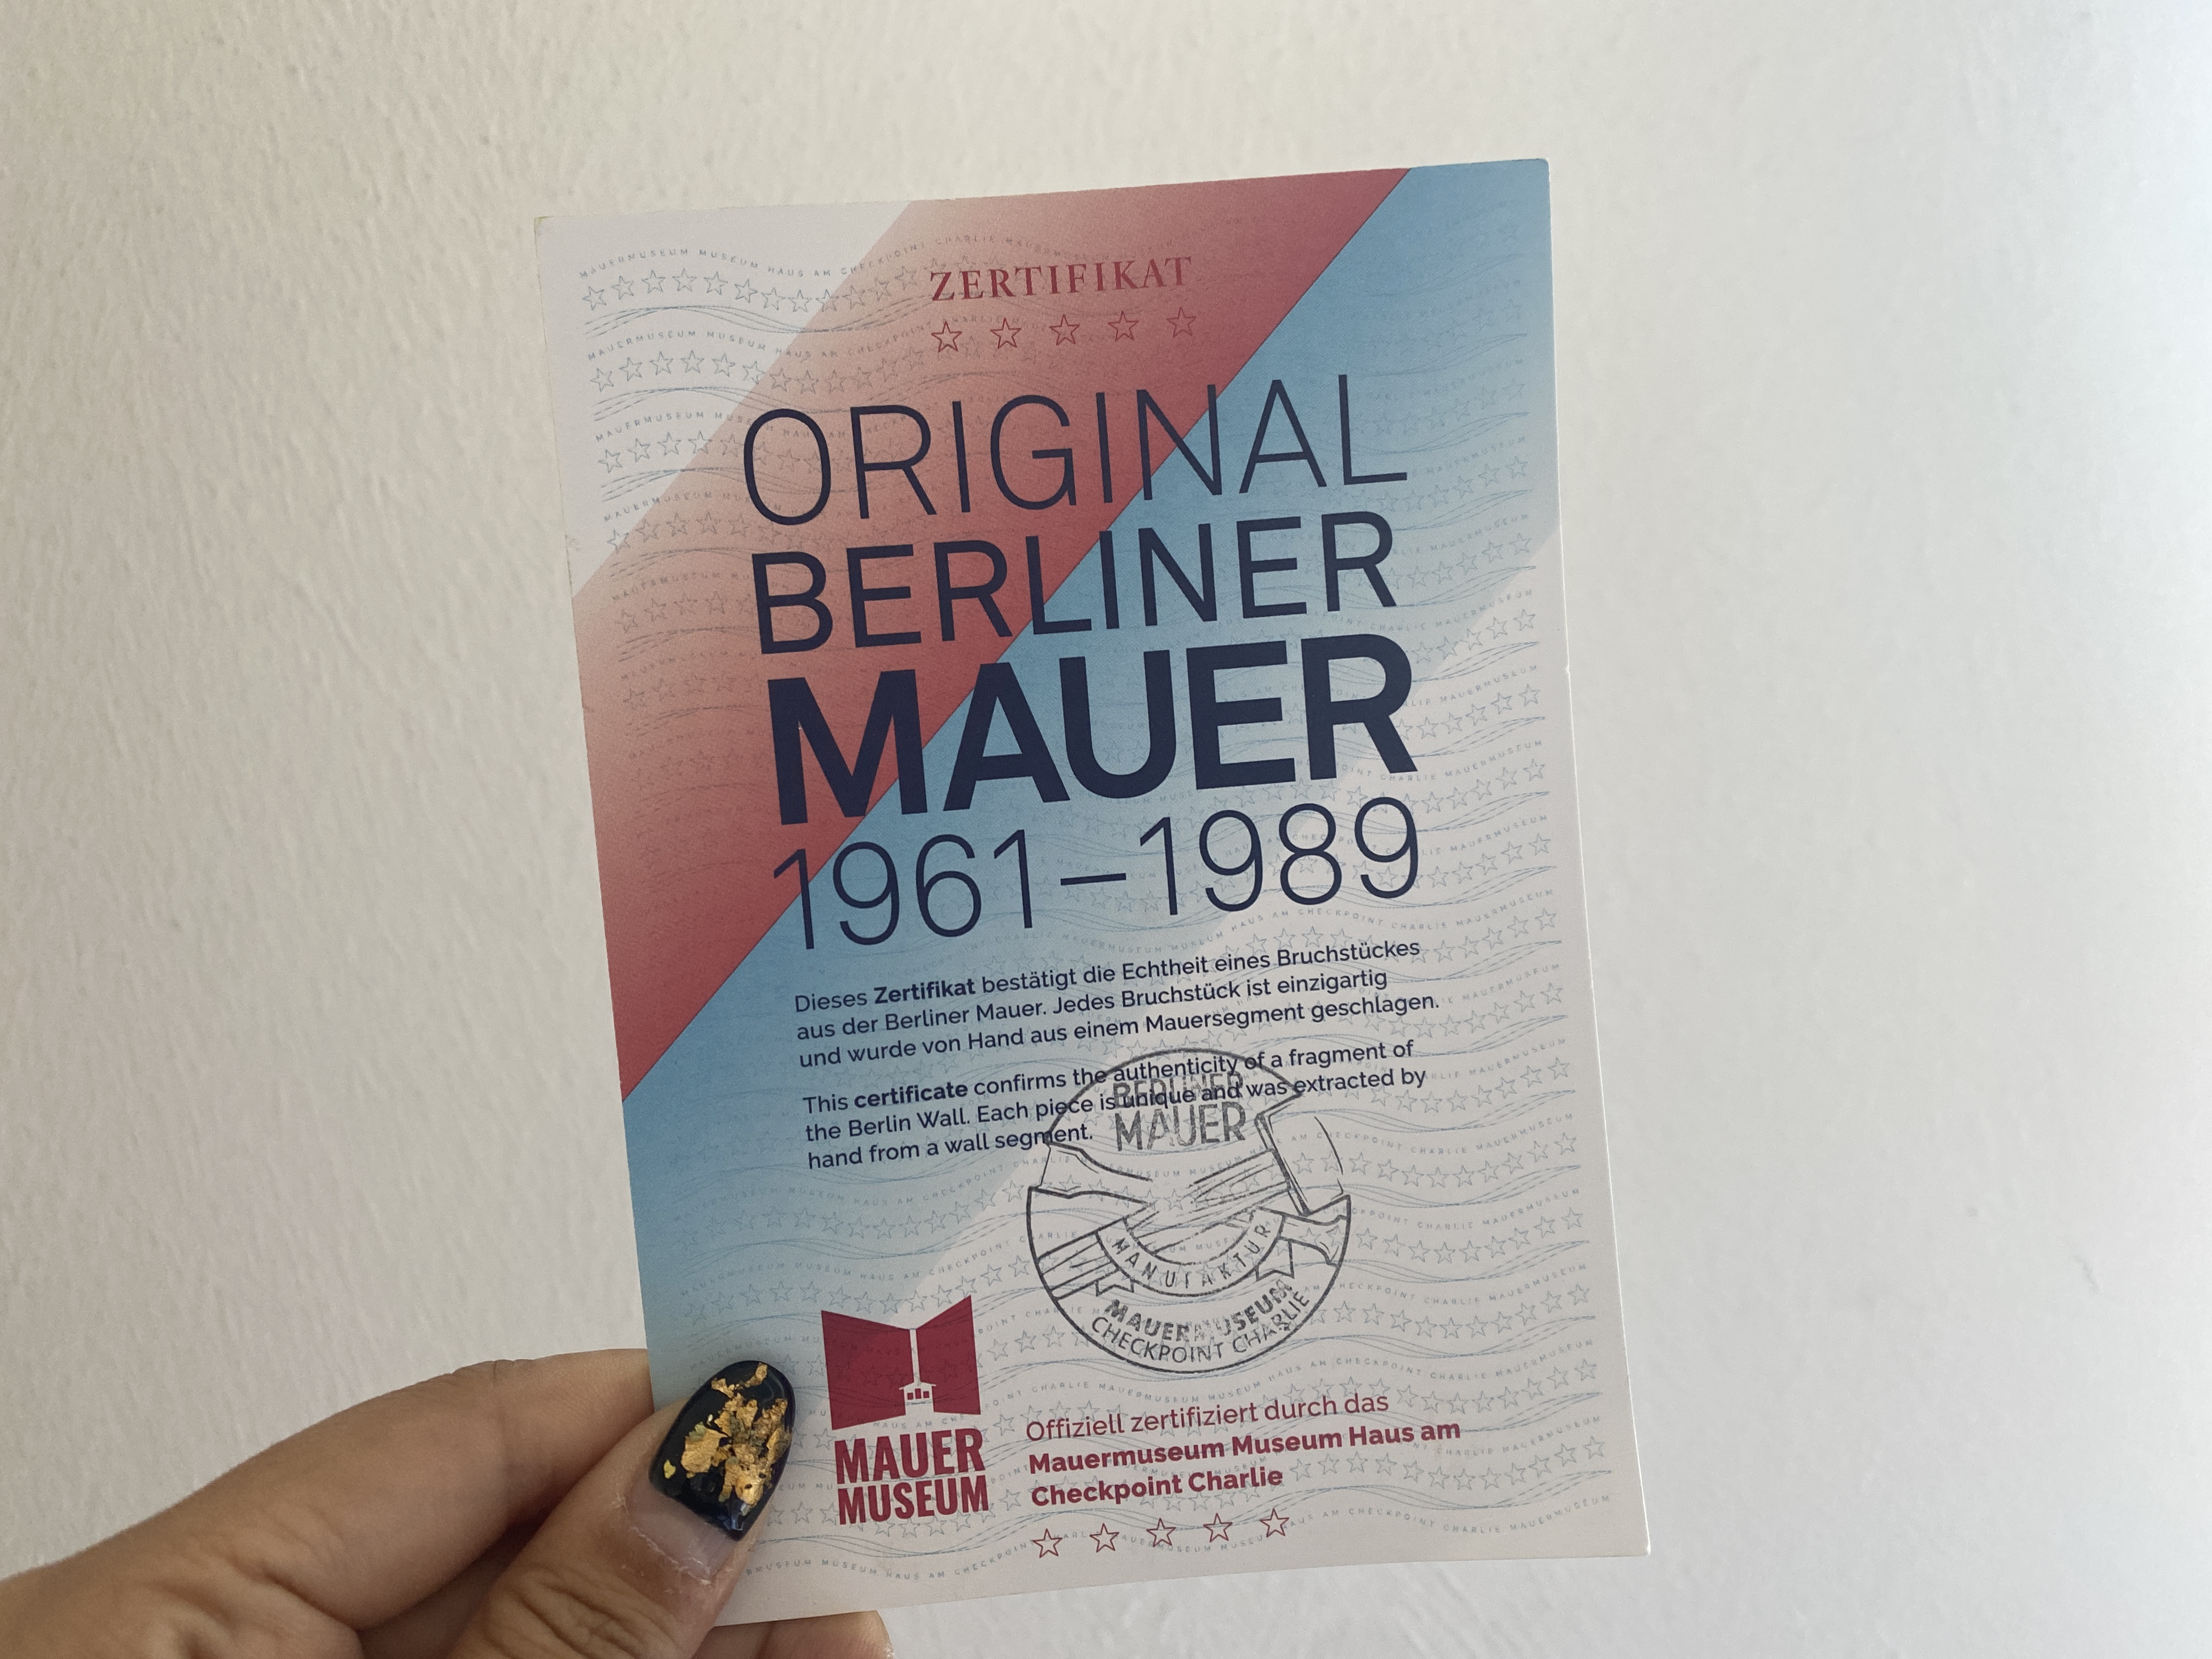 ZERTIFIKAT
ORIGINAL
BERLINER
MAUER
1961–1989
Dieses Zertifikat bestätigt die Echtheit eines Bruchstückes
aus der Berliner Mauer. Jedes Bruchstück ist einzigartig
und wurde von Hand aus einem Mauersegment geschlagen.
This certificate confirms the authenticity of a fragment of
the Berlin Wall. Each piece is unique and was extracted by
hand from a wall segment.
BERLINER
MAUER
MANUFAKTUR
MAUERMUSEUM
CHECKPOINT CHARLIE
MAUER
MUSEUM
Offiziell zertifiziert durch das
Mauermuseum Museum Haus am
Checkpoint Charlie